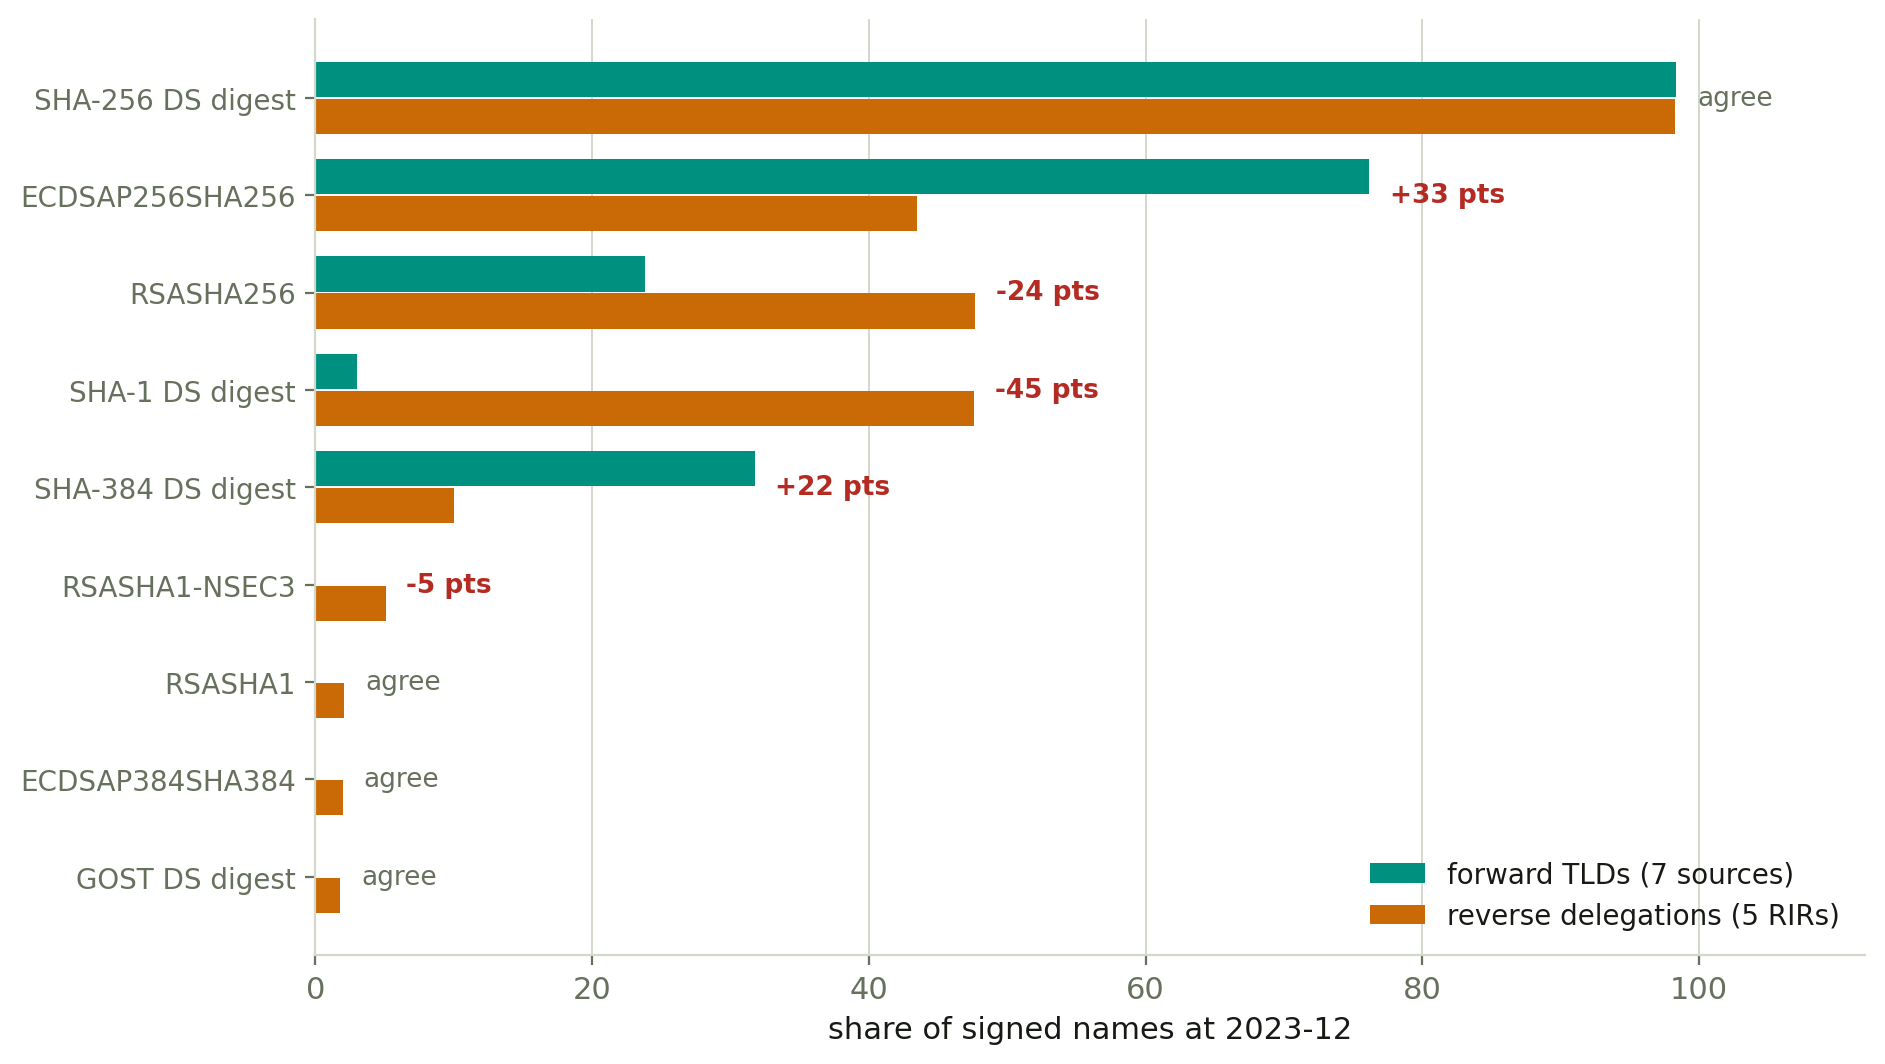 SHA-256 DS digest
agree
ECDSAP256SHA256
+33 pts
RSASHA256
-24 pts
SHA-1 DS digest
-45 pts
SHA-384 DS digest
+22 pts
RSASHA1-NSEC3
-5 pts
RSASHA1
agree
ECDSAP384SHA384
agree
GOST DS digest
agree
forward TLDs (7 sources)
reverse delegations (5 RIRs)
0 20 40 60 80 100
share of signed names at 2023-12